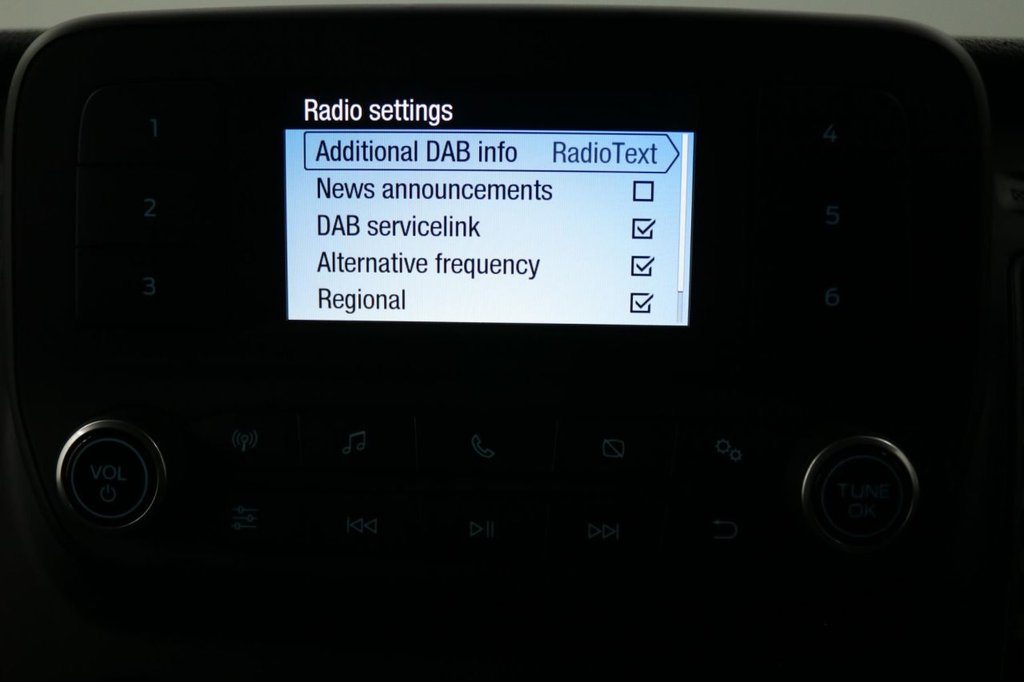 Radio settings
Additional DAB info RadioText
News announcements
DAB servicelink
Alternative frequency
Regional
1
2
3
4
5
6
VOL
TUNE
OK